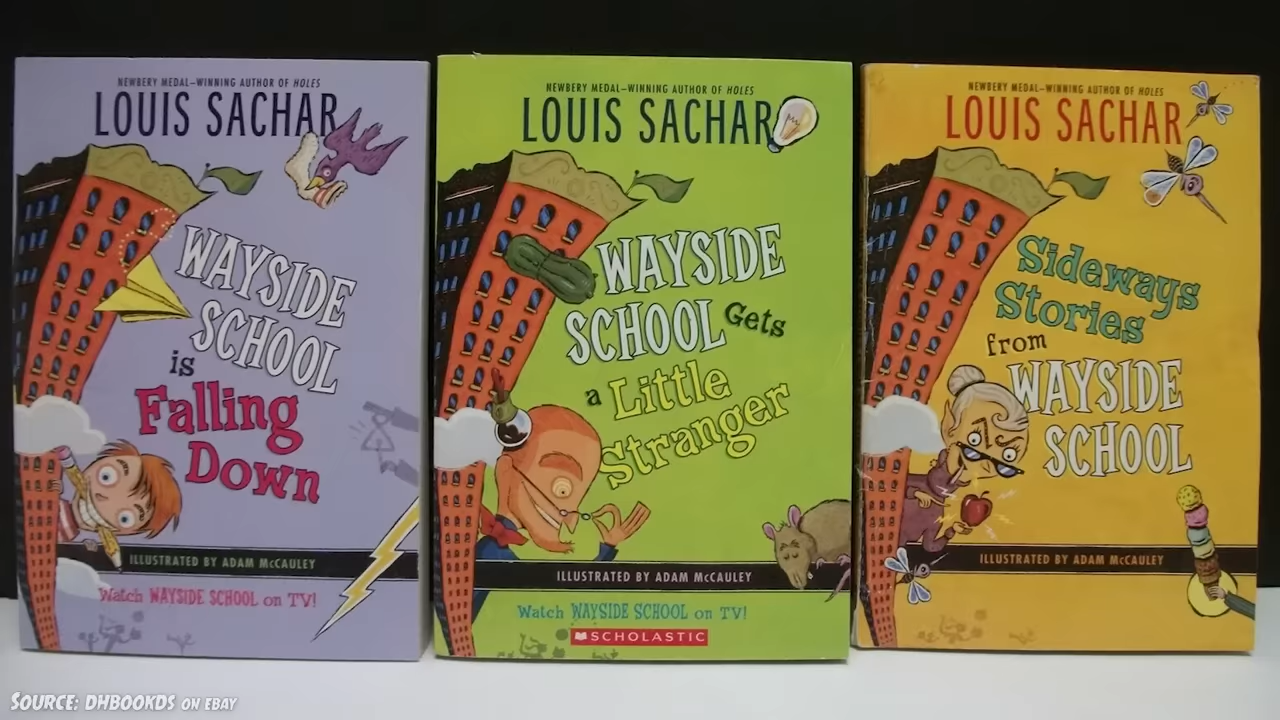 NEWBERY MEDAL–WINNING AUTHOR OF HOLES
LOUIS SACHAR
WAYSIDE
SCHOOL
is
Falling
Down
ILLUSTRATED BY ADAM McCAULEY
Watch WAYSIDE SCHOOL on TV!
NEWBERY MEDAL–WINNING AUTHOR OF HOLES
LOUIS SACHAR
WAYSIDE
SCHOOL Gets
a Little
Stranger
ILLUSTRATED BY ADAM McCAULEY
Watch WAYSIDE SCHOOL on TV!
SCHOLASTIC
NEWBERY MEDAL–WINNING AUTHOR OF HOLES
LOUIS SACHAR
Sideways
Stories
from
WAYSIDE
SCHOOL
ILLUSTRATED BY ADAM McCAULEY
SOURCE: DHBOOKDS ON EBAY